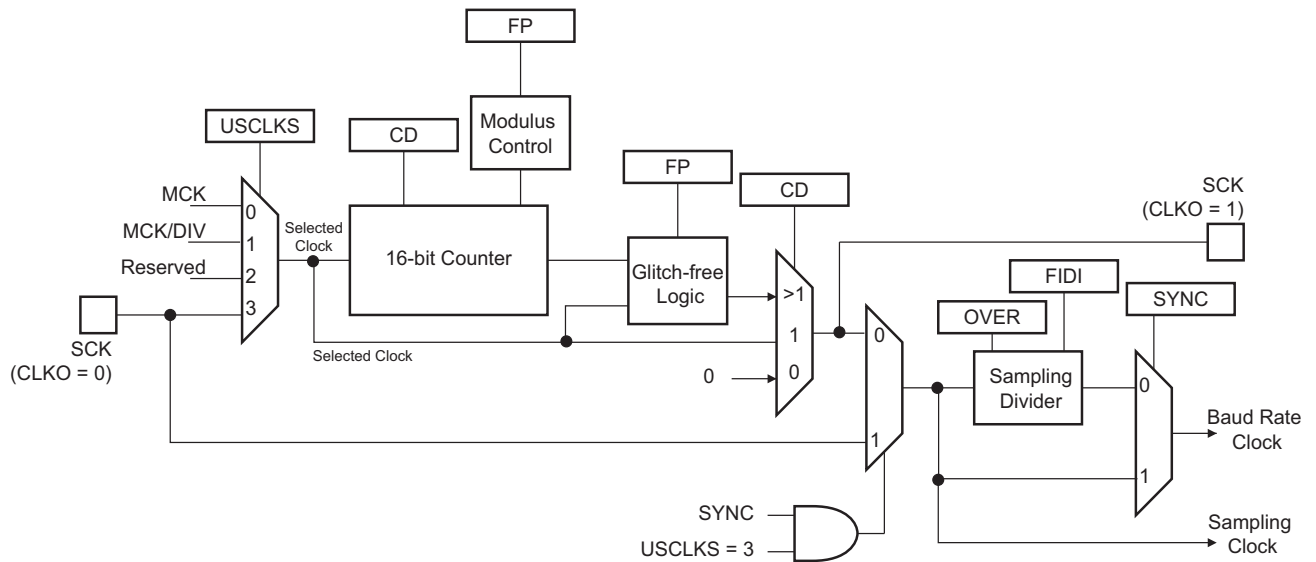 FP
USCLKS
CD
Modulus
Control
FP
CD
SCK
(CLKO = 1)
MCK
0
MCK/DIV
1
Selected
Clock
16-bit Counter
Reserved
2
Glitch-free
Logic
>1
FIDI
SYNC
3
OVER
SCK
(CLKO = 0)
Selected Clock
1
0
0
0
Sampling
Divider
0
Baud Rate
Clock
1
1
SYNC
USCLKS = 3
Sampling
Clock